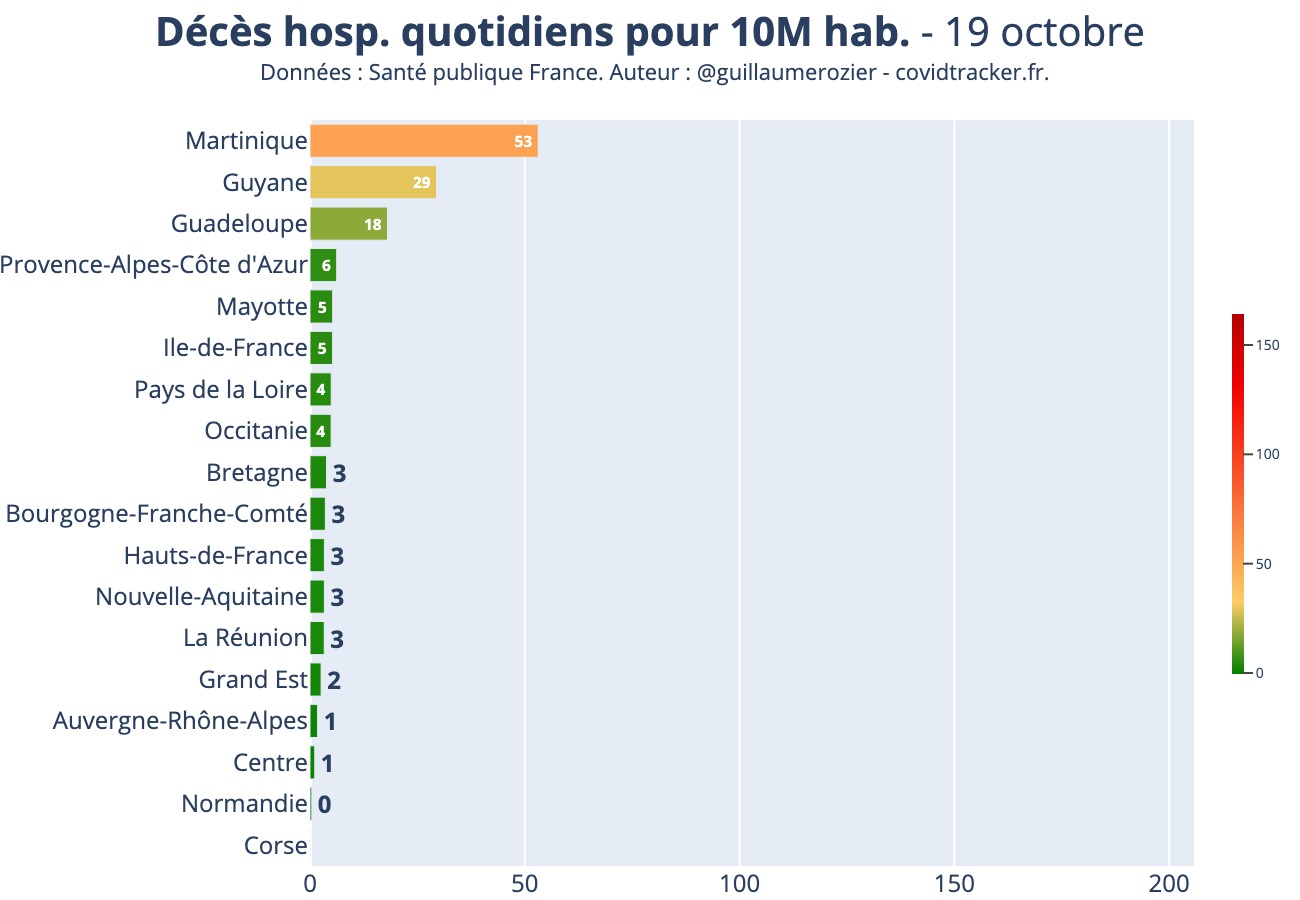 Décès hosp. quotidiens pour 10M hab. - 19 octobre
Données : Santé publique France. Auteur : @guillaumerozier - covidtracker.fr.
Martinique 53
Guyane 29
Guadeloupe 18
Provence-Alpes-Côte d'Azur 6
Mayotte 5
Ile-de-France 5
Pays de la Loire 4
Occitanie 4
Bretagne 3
Bourgogne-Franche-Comté 3
Hauts-de-France 3
Nouvelle-Aquitaine 3
La Réunion 3
Grand Est 2
Auvergne-Rhône-Alpes 1
Centre 1
Normandie 0
Corse
0 50 100 150 200
150
100
50
0